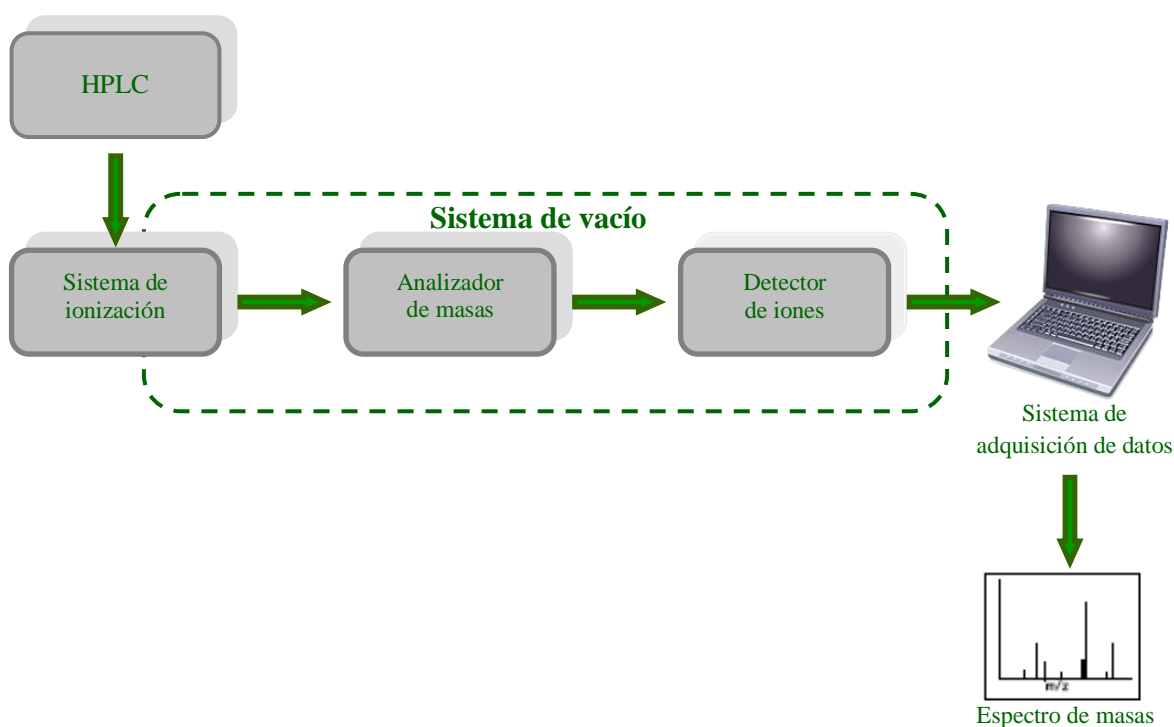 HPLC
Sistema de vacío
Sistema de
ionización
Analizador
de masas
Detector
de iones
Sistema de
adquisición de datos
m/z
Espectro de masas